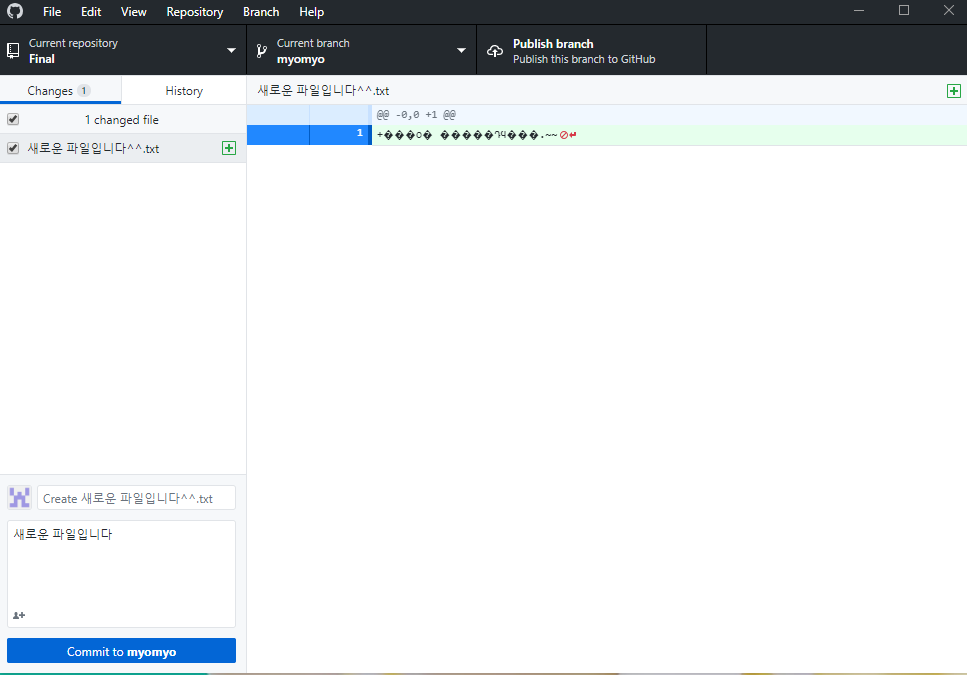 File Edit View Repository Branch Help
Current repository
Final
Current branch
myomyo
Publish branch
Publish this branch to GitHub
Changes 1
History
새로운 파일입니다^^.txt
1 changed file
@@ -0,0 +1 @@
새로운 파일입니다^^.txt
1 +���ο� �����Դϴ���.~~
Create 새로운 파일입니다^^.txt
새로운 파일입니다
Commit to myomyo